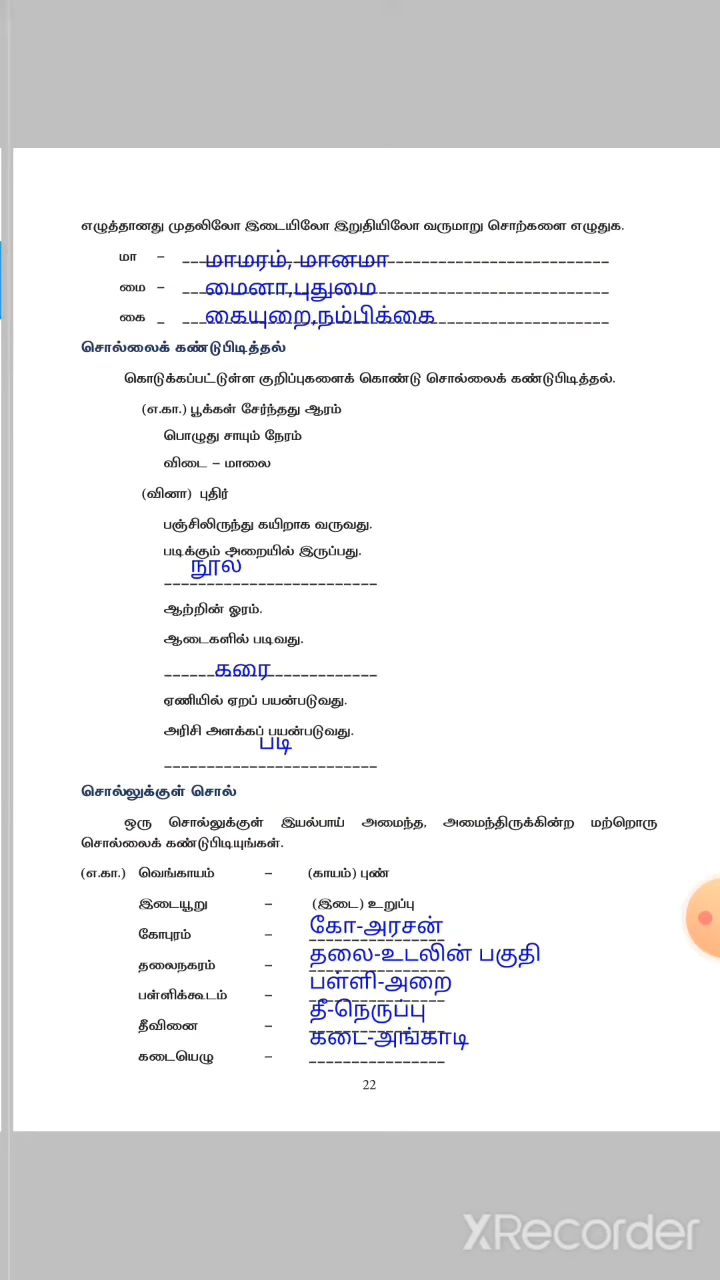 எழுத்தானது முதலிலோ இடையிலோ இறுதியிலோ வருமாறு சொற்களை எழுதுக.
மா – மாமரம், மானமா
மை – மைனா,புதுமை
கை _ கையுறை,நம்பிக்கை
சொல்லைக் கண்டுபிடித்தல்
கொடுக்கப்பட்டுள்ள குறிப்புகளைக் கொண்டு சொல்லைக் கண்டுபிடித்தல்.
(எ.கா.) பூக்கள் சேர்ந்தது ஆரம்
பொழுது சாயும் நேரம்
விடை – மாலை
(வினா) புதிர்
பஞ்சிலிருந்து கயிறாக வருவது.
படிக்கும் அறையில் இருப்பது.
நூல்
ஆற்றின் ஓரம்.
ஆடைகளில் படிவது.
கரை
ஏணியில் ஏறப் பயன்படுவது.
அரிசி அளக்கப் பயன்படுவது.
படி
சொல்லுக்குள் சொல்
ஒரு சொல்லுக்குள் இயல்பாய் அமைந்த, அமைந்திருக்கின்ற மற்றொரு
சொல்லைக் கண்டுபிடியுங்கள்.
(எ.கா.) வெங்காயம் – (காயம்) புண்
இடையூறு – (இடை) உறுப்பு
கோபுரம் – கோ-அரசன்
தலைநகரம் – தலை-உடலின் பகுதி
பள்ளிக்கூடம் – பள்ளி-அறை
தீவினை – தீ-நெருப்பு
கடையெழு – கடை-அங்காடி
22
XRecorder